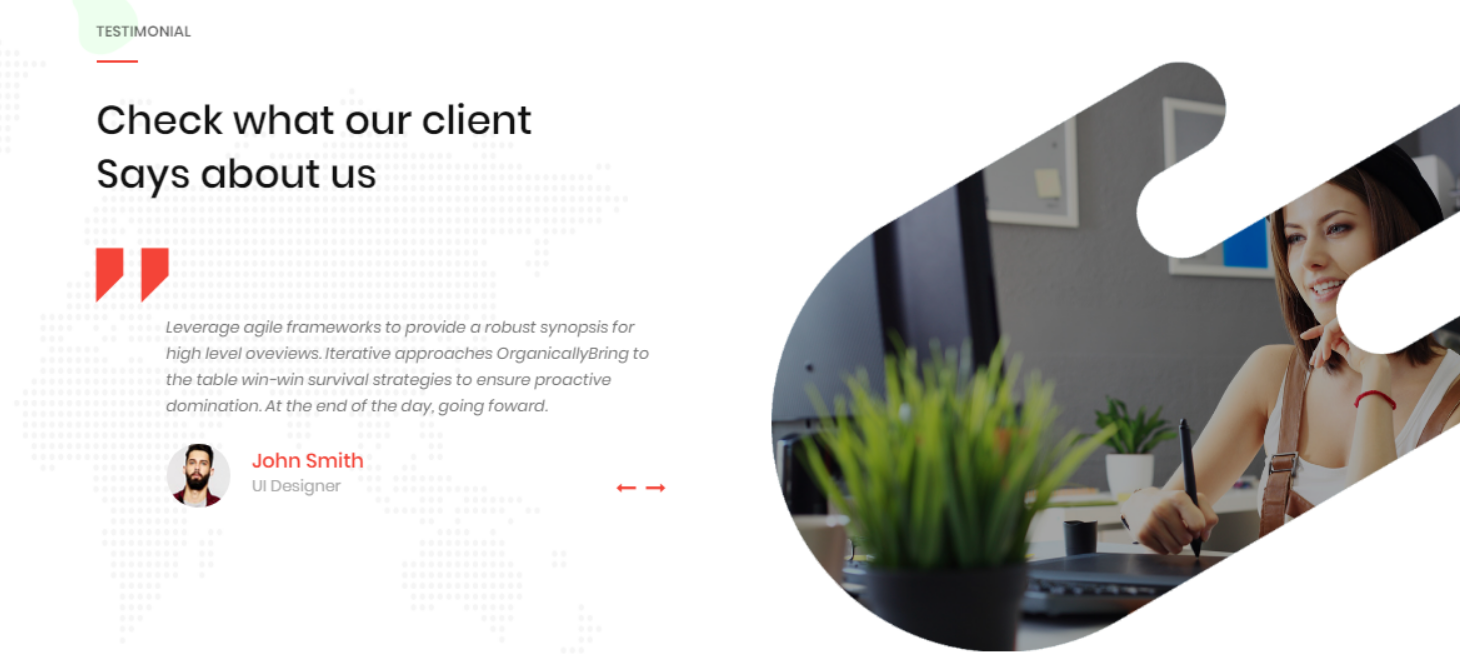 TESTIMONIAL
Check what our client
Says about us
Leverage agile frameworks to provide a robust synopsis for
high level oveviews. Iterative approaches OrganicallyBring to
the table win-win survival strategies to ensure proactive
domination. At the end of the day, going foward.
John Smith
UI Designer